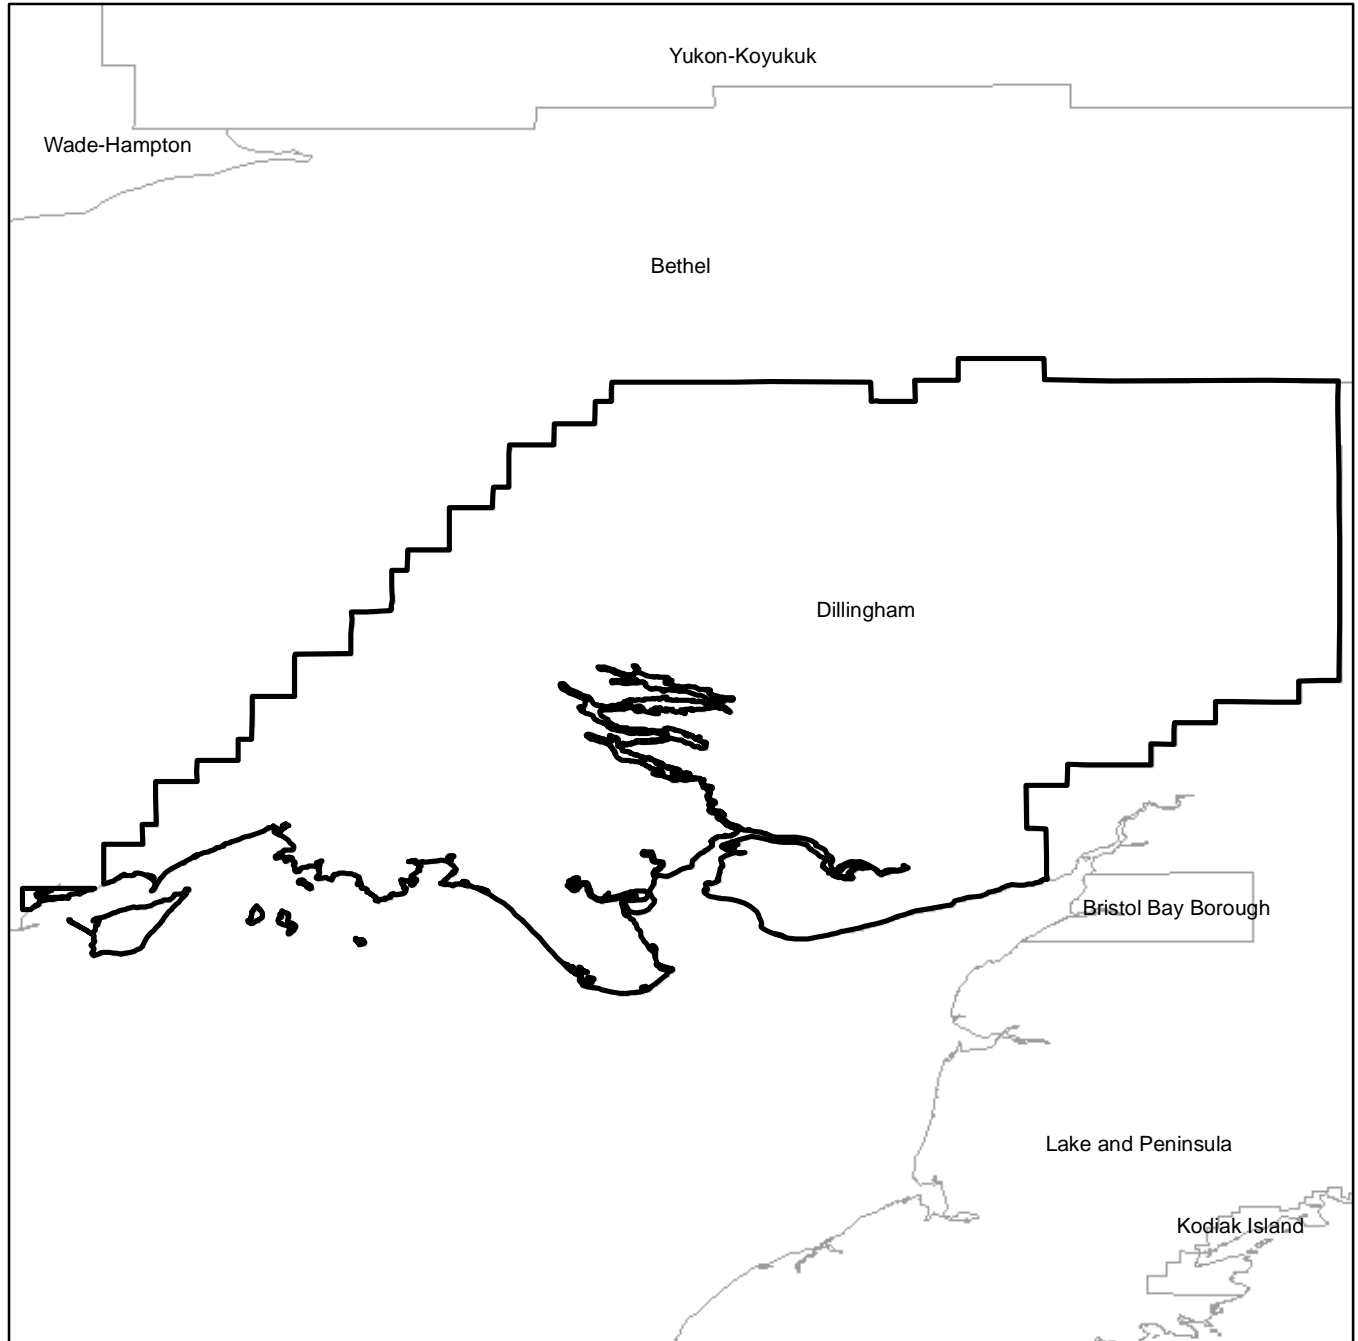 Yukon-Koyukuk
Wade-Hampton
Bethel
Dillingham
Bristol Bay Borough
Lake and Peninsula
Kodiak Island